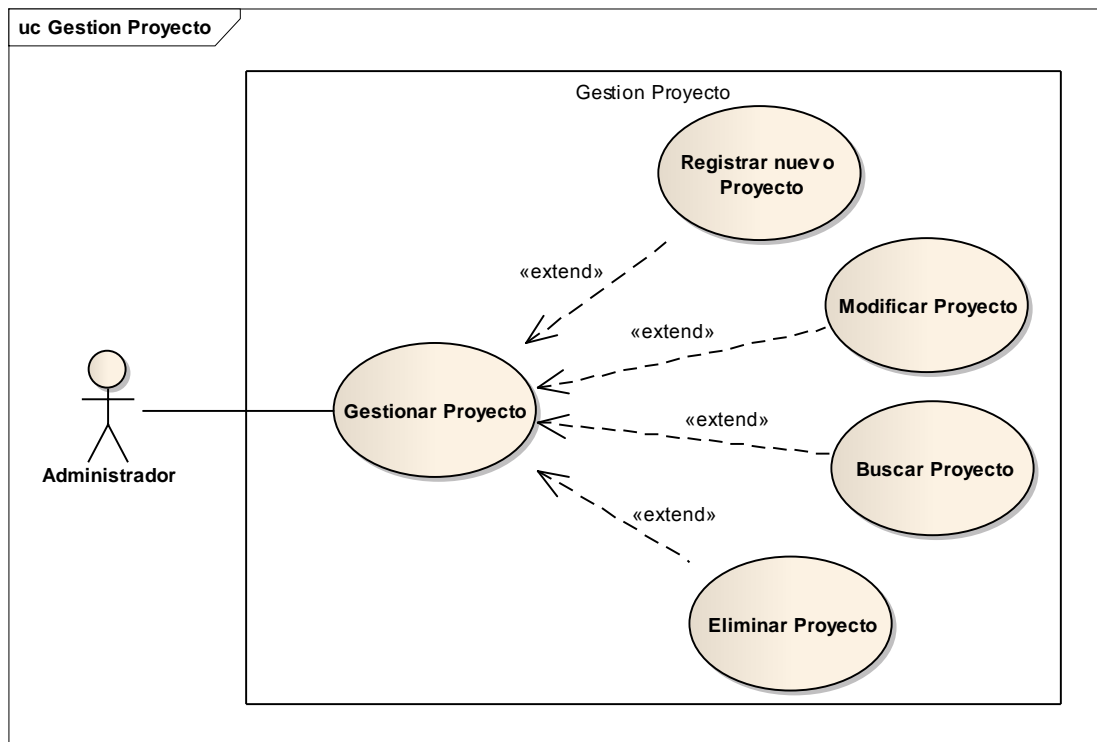 uc Gestion Proyecto
Gestion Proyecto
Registrar nuevo
Proyecto
«extend»
Modificar Proyecto
«extend»
Gestionar Proyecto
«extend»
Buscar Proyecto
Administrador
«extend»
Eliminar Proyecto